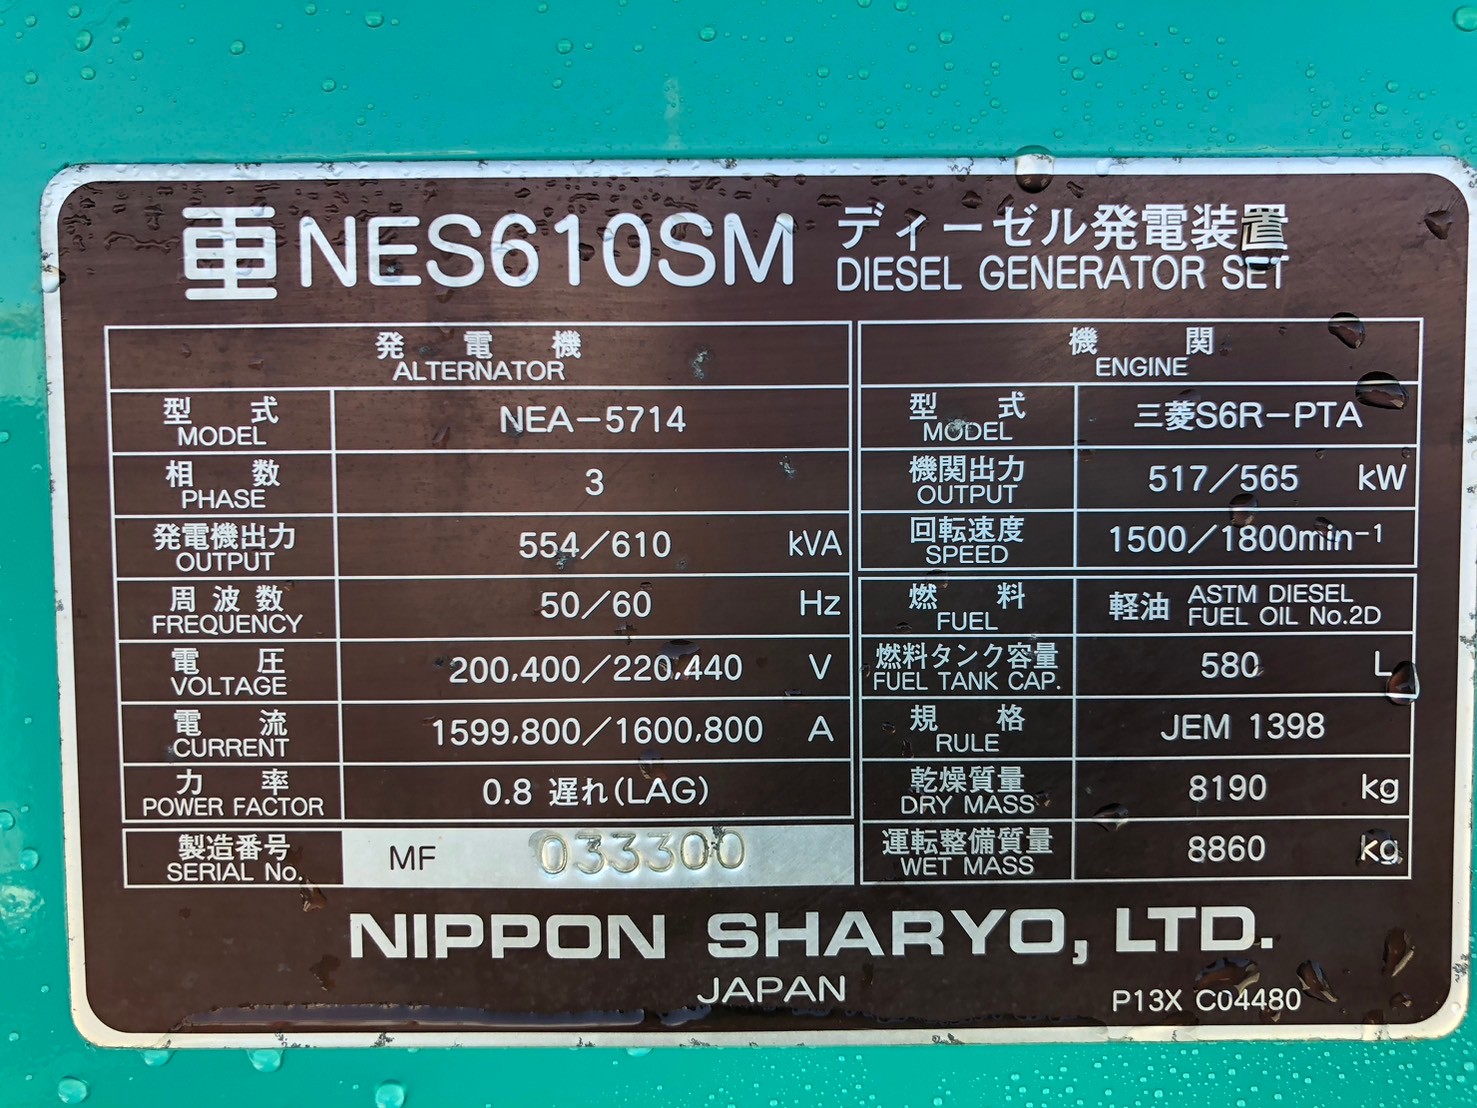 NES610SM ディーゼル発電装置
DIESEL GENERATOR SET
発電機
ALTERNATOR
型式 NEA-5714
MODEL
相数 3
PHASE
発電機出力 554/610 kVA
OUTPUT
周波数 50/60 Hz
FREQUENCY
電圧 200,400/220,440 V
VOLTAGE
電流 1599,800/1600,800 A
CURRENT
力率 0.8 遅れ(LAG)
POWER FACTOR
製造番号 MF 033300
SERIAL No.
機関
ENGINE
型式 三菱S6R-PTA
MODEL
機関出力 517/565 kW
OUTPUT
回転速度 1500/1800min⁻¹
SPEED
燃料 軽油 ASTM DIESEL
FUEL FUEL OIL No.2D
燃料タンク容量 580 L
FUEL TANK CAP.
規格 JEM 1398
RULE
乾燥質量 8190 kg
DRY MASS
運転整備質量 8860 kg
WET MASS
NIPPON SHARYO, LTD.
JAPAN
P13X C04480